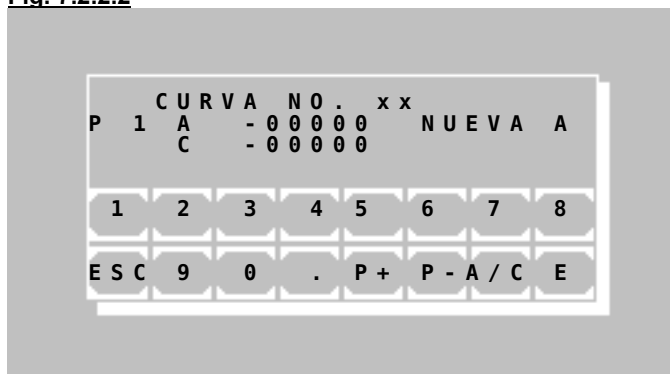 Fig. 7.2.2.2
CURVA NO. xx
P 1 A -00000 NUEVA A
C -00000
1 2 3 4 5 6 7 8
ESC 9 0 . P+ P- A/C E